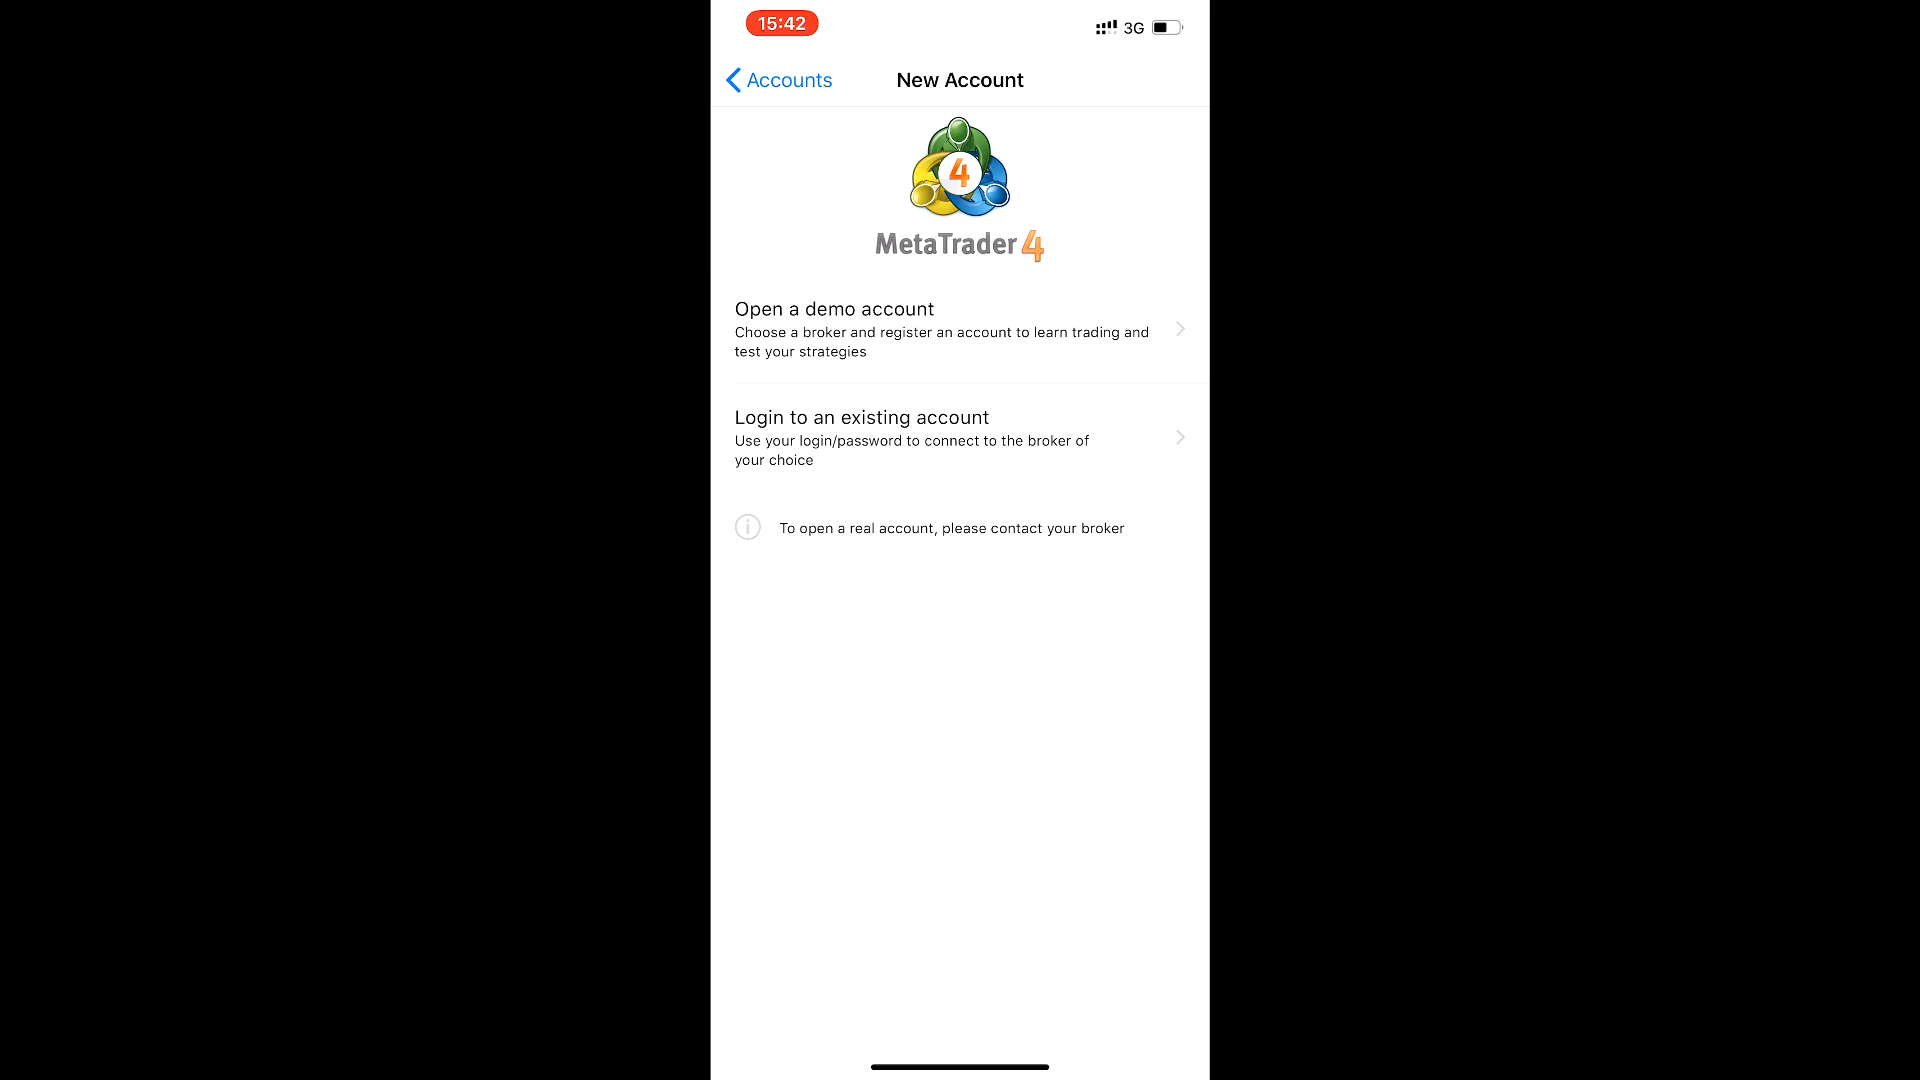 15:42
3G
Accounts
New Account
4
MetaTrader 4
Open a demo account
Choose a broker and register an account to learn trading and
test your strategies
Login to an existing account
Use your login/password to connect to the broker of
your choice
To open a real account, please contact your broker